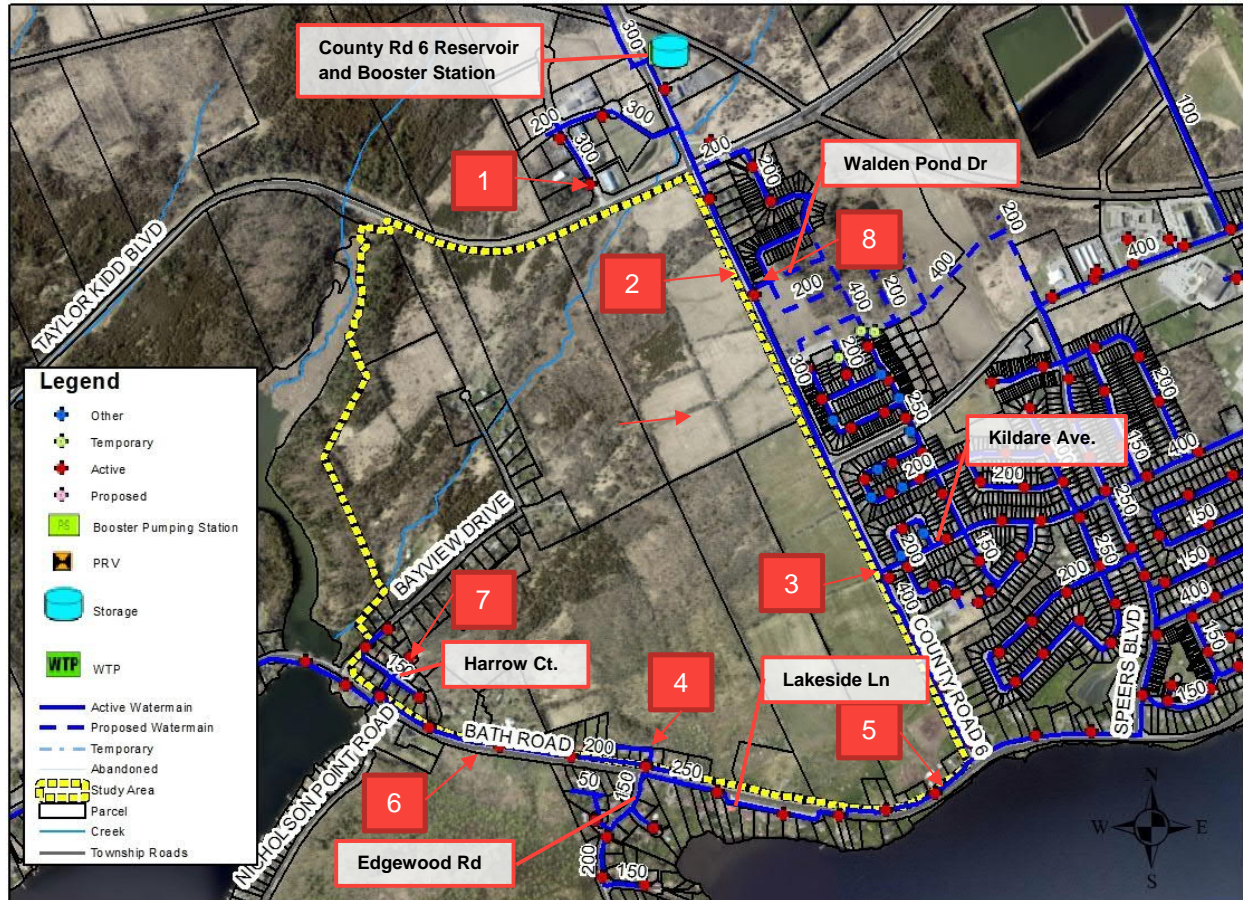 County Rd 6 Reservoir
and Booster Station
300
100
200
300
300
1
200
200
Walden Pond Dr
8
2
200
400
200
400
200
400
TAYLOR KIDD BLVD
Legend
Other
Temporary
Active
Proposed
PS
Booster Pumping Station
PRV
Storage
WTP
WTP
Active Watermain
Proposed Watermain
Temporary
Abandoned
Study Area
Parcel
Creek
Township Roads
300
200
250
200
150
400
Kildare Ave.
200
200
250
150
200
150
150
250
200
400
3
400
COUNTY ROAD 6
SPEERS BLVD
150
150
BAYVIEW DRIVE
7
150
Harrow Ct.
4
Lakeside Ln
5
BATH ROAD
200
250
50
150
6
NICHOLSON POINT ROAD
Edgewood Rd
200
150
N
W
E
S